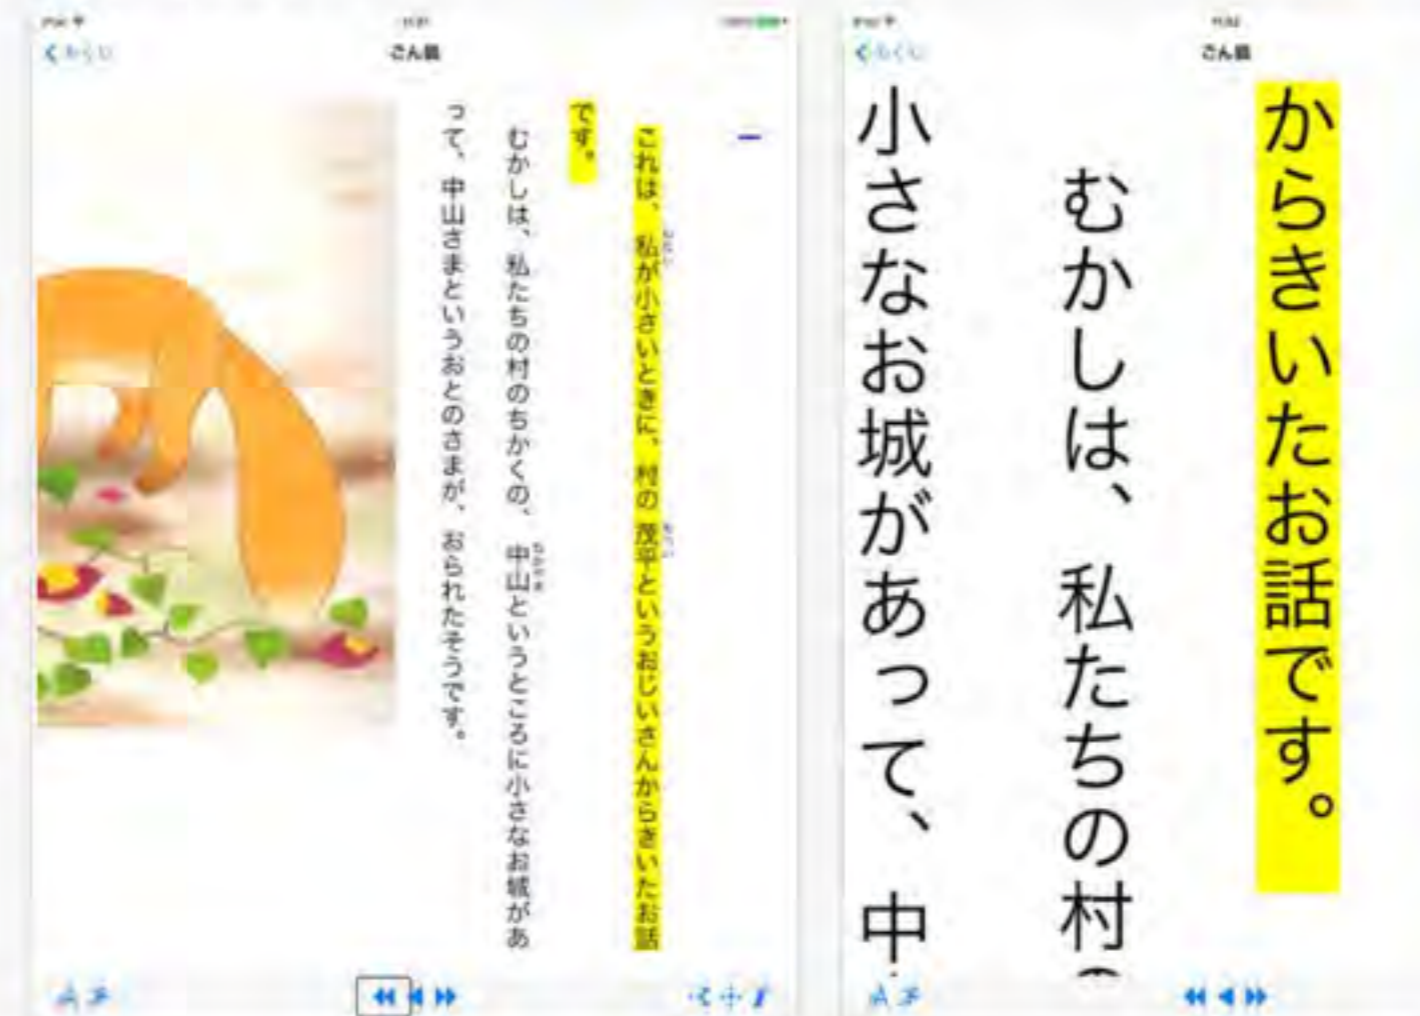 もくじ
ごん狐
一
これは、私が小さいときに、村の茂平というおじいさんからきいたお話
です。
むかしは、私たちの村のちかくの、中山というところに小さなお城があ
って、中山さまというおとのさまが、おられたそうです。
ごん狐
からきいたお話です。
むかしは、私たちの村の
小さなお城があって、中